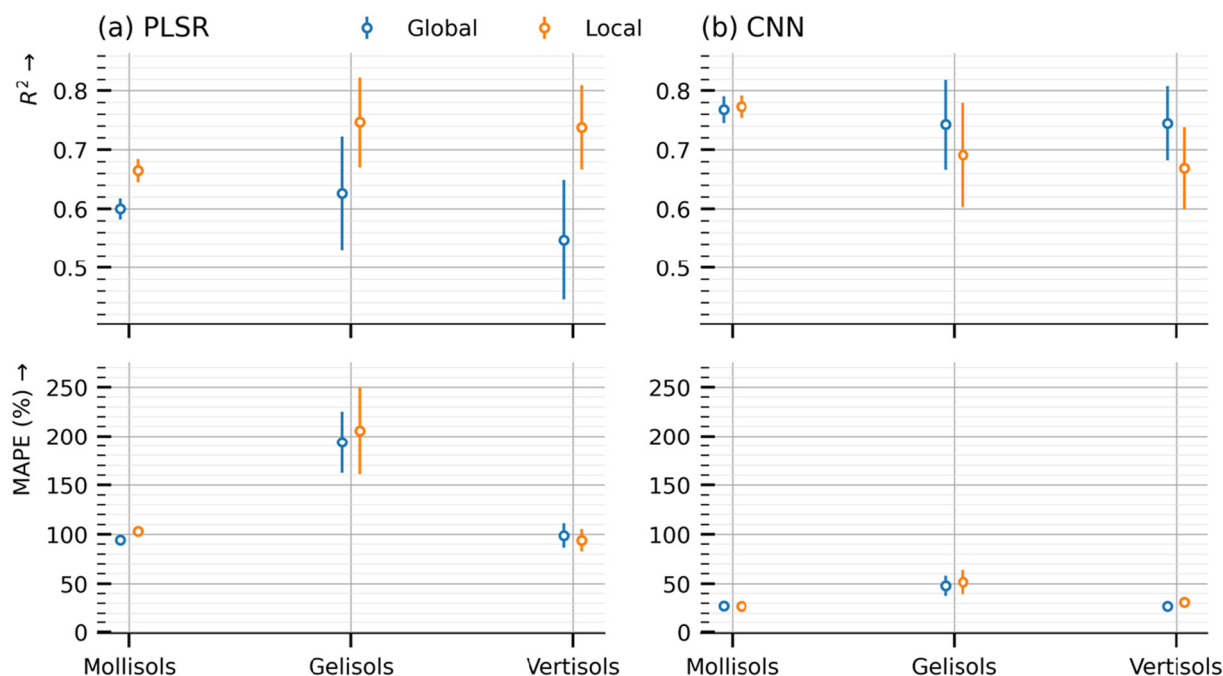 (a) PLSR
Global
Local
(b) CNN
R² →
0.8
0.7
0.6
0.5
0.8
0.7
0.6
0.5
MAPE (%) →
250
200
150
100
50
0
250
200
150
100
50
0
Mollisols
Gelisols
Vertisols
Mollisols
Gelisols
Vertisols